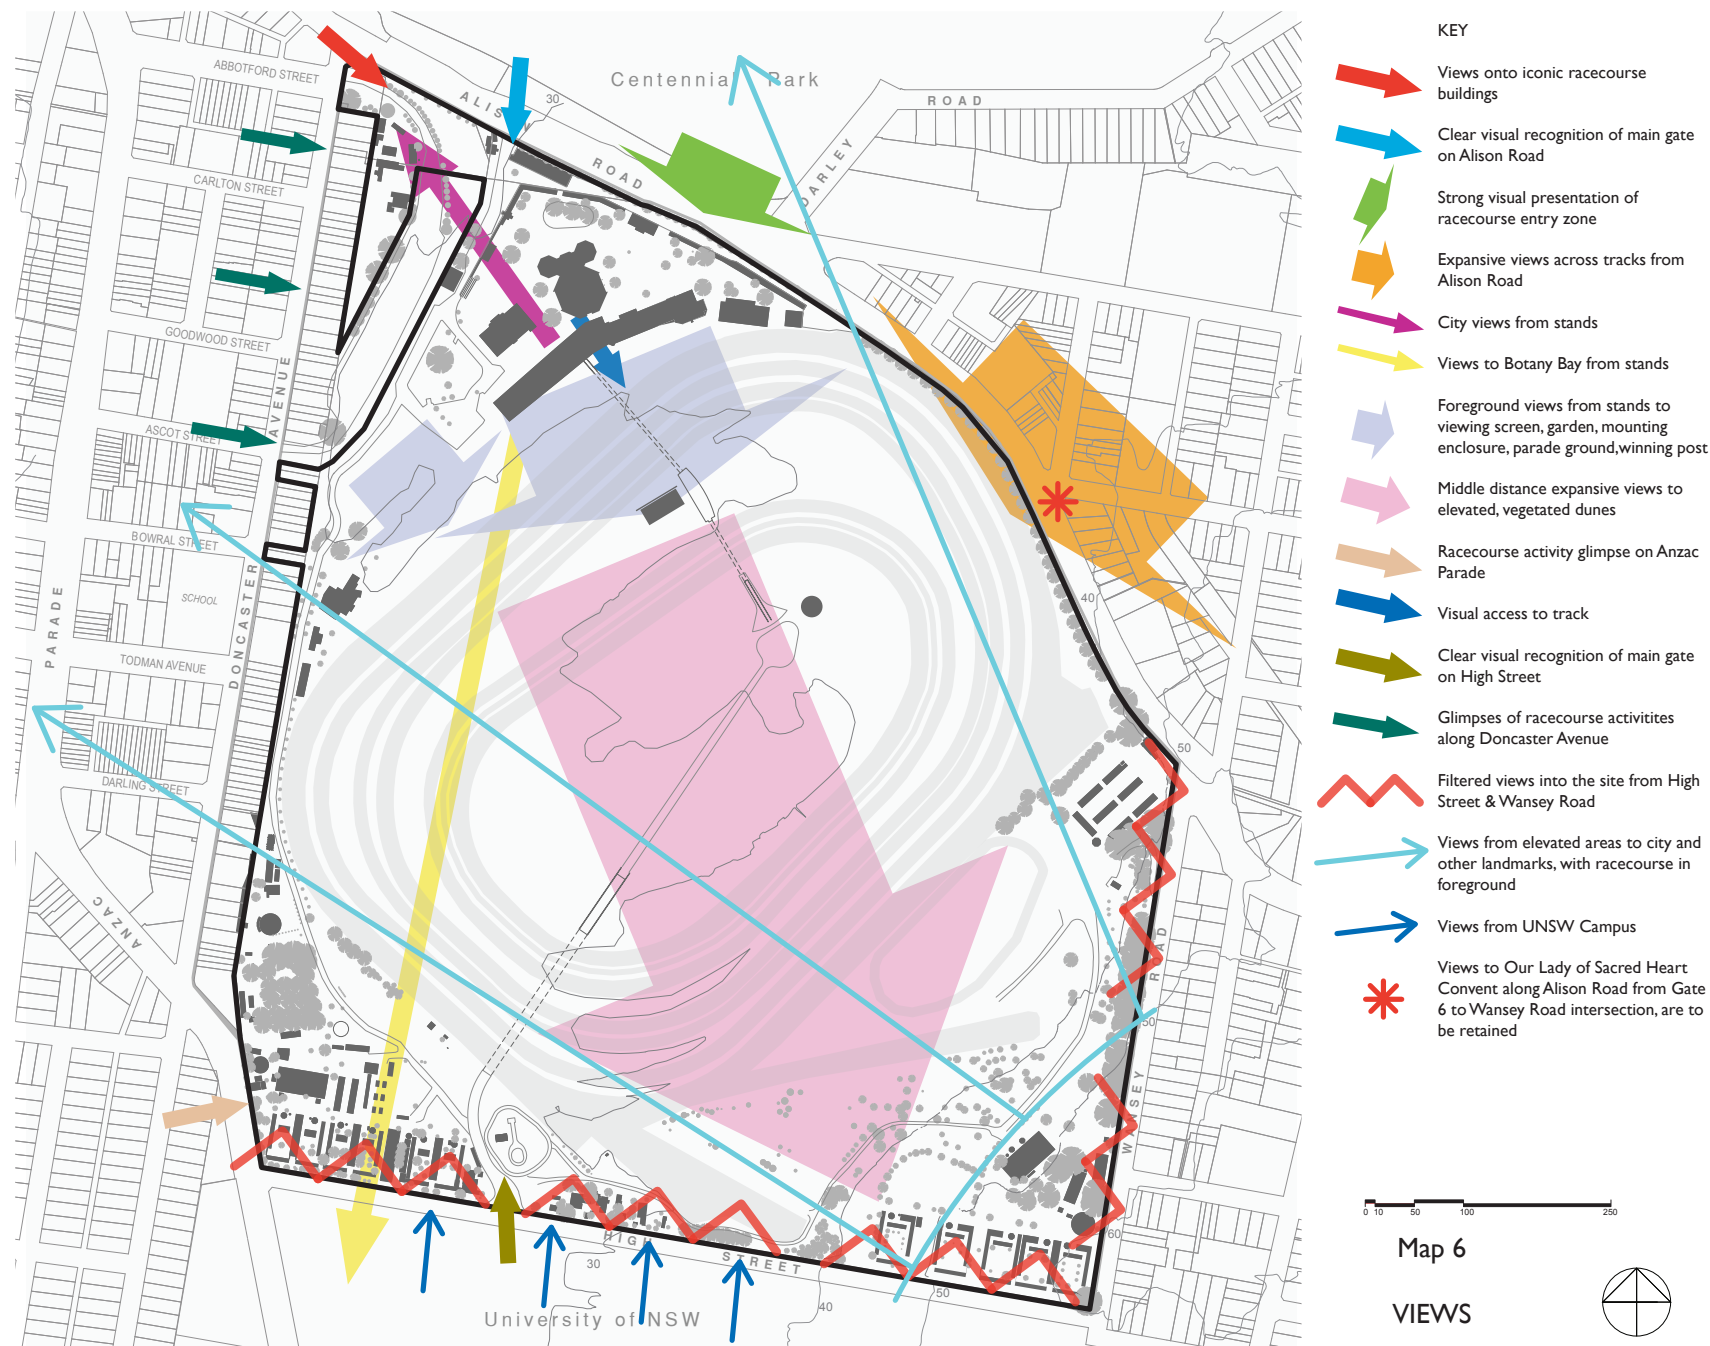 ABBOTFORD STREET
CARLTON STREET
GOODWOOD STREET
ASCOT STREET
BOWRAL STREET
SCHOOL
TODMAN AVENUE
DARLING STREET
PARADE
ANZAC
DONCASTER
AVENUE
ALISON
30
ROAD
Centennial Park
ROAD
DARLEY
40
50
ROAD
50
WANSEY
60
HIGH
STREET
30
40
50
University of NSW
KEY
Views onto iconic racecourse
buildings
Clear visual recognition of main gate
on Alison Road
Strong visual presentation of
racecourse entry zone
Expansive views across tracks from
Alison Road
City views from stands
Views to Botany Bay from stands
Foreground views from stands to
viewing screen, garden, mounting
enclosure, parade ground,winning post
Middle distance expansive views to
elevated, vegetated dunes
Racecourse activity glimpse on Anzac
Parade
Visual access to track
Clear visual recognition of main gate
on High Street
Glimpses of racecourse activitites
along Doncaster Avenue
Filtered views into the site from High
Street & Wansey Road
Views from elevated areas to city and
other landmarks, with racecourse in
foreground
Views from UNSW Campus
Views to Our Lady of Sacred Heart
Convent along Alison Road from Gate
6 to Wansey Road intersection, are to
be retained
0 10 50 100 250
Map 6
VIEWS